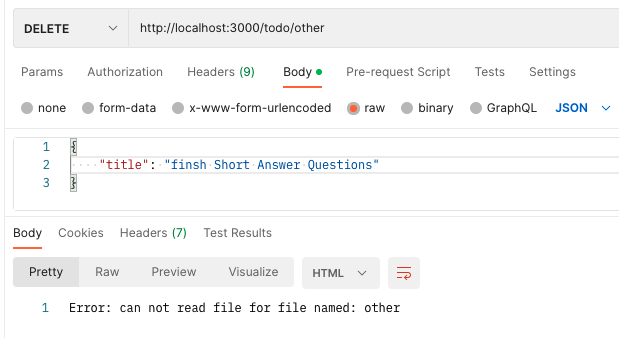 DELETE http://localhost:3000/todo/other
Params Authorization Headers (9) Body Pre-request Script Tests Settings
none form-data x-www-form-urlencoded raw binary GraphQL JSON
1 {
2 "title": "finsh Short Answer Questions"
3 }
Body Cookies Headers (7) Test Results
Pretty Raw Preview Visualize HTML
1 Error: can not read file for file named: other